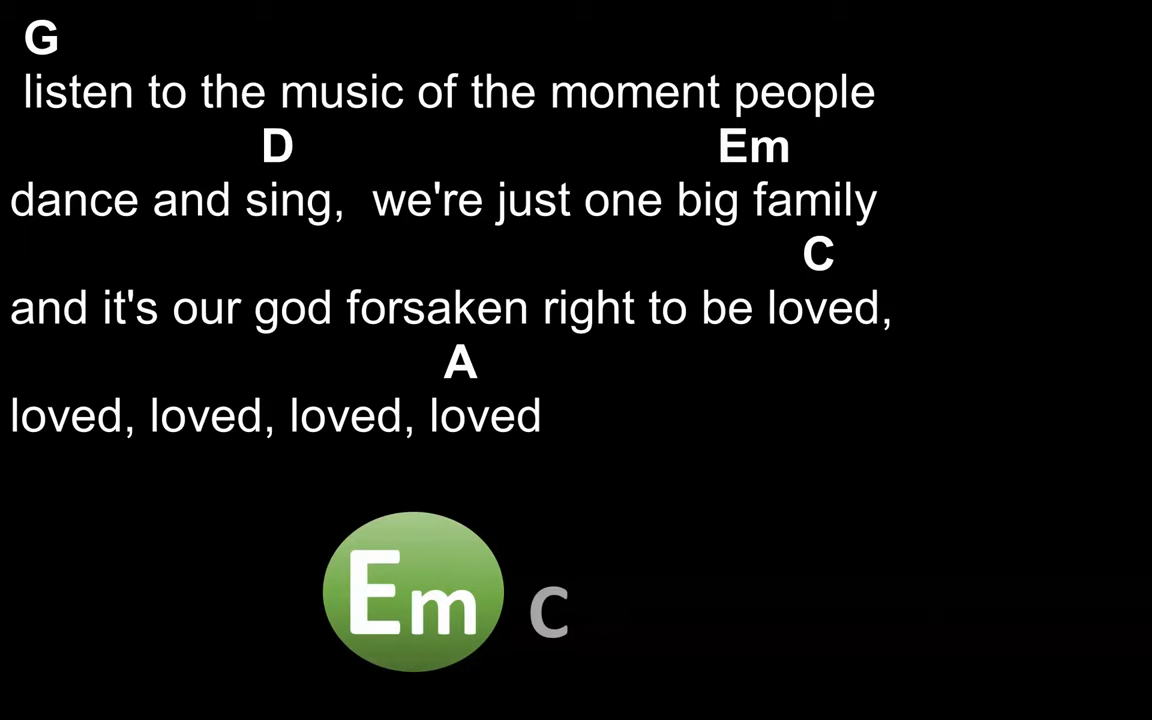 G
listen to the music of the moment people
D Em
dance and sing, we're just one big family
C
and it's our god forsaken right to be loved,
A
loved, loved, loved, loved
Em C